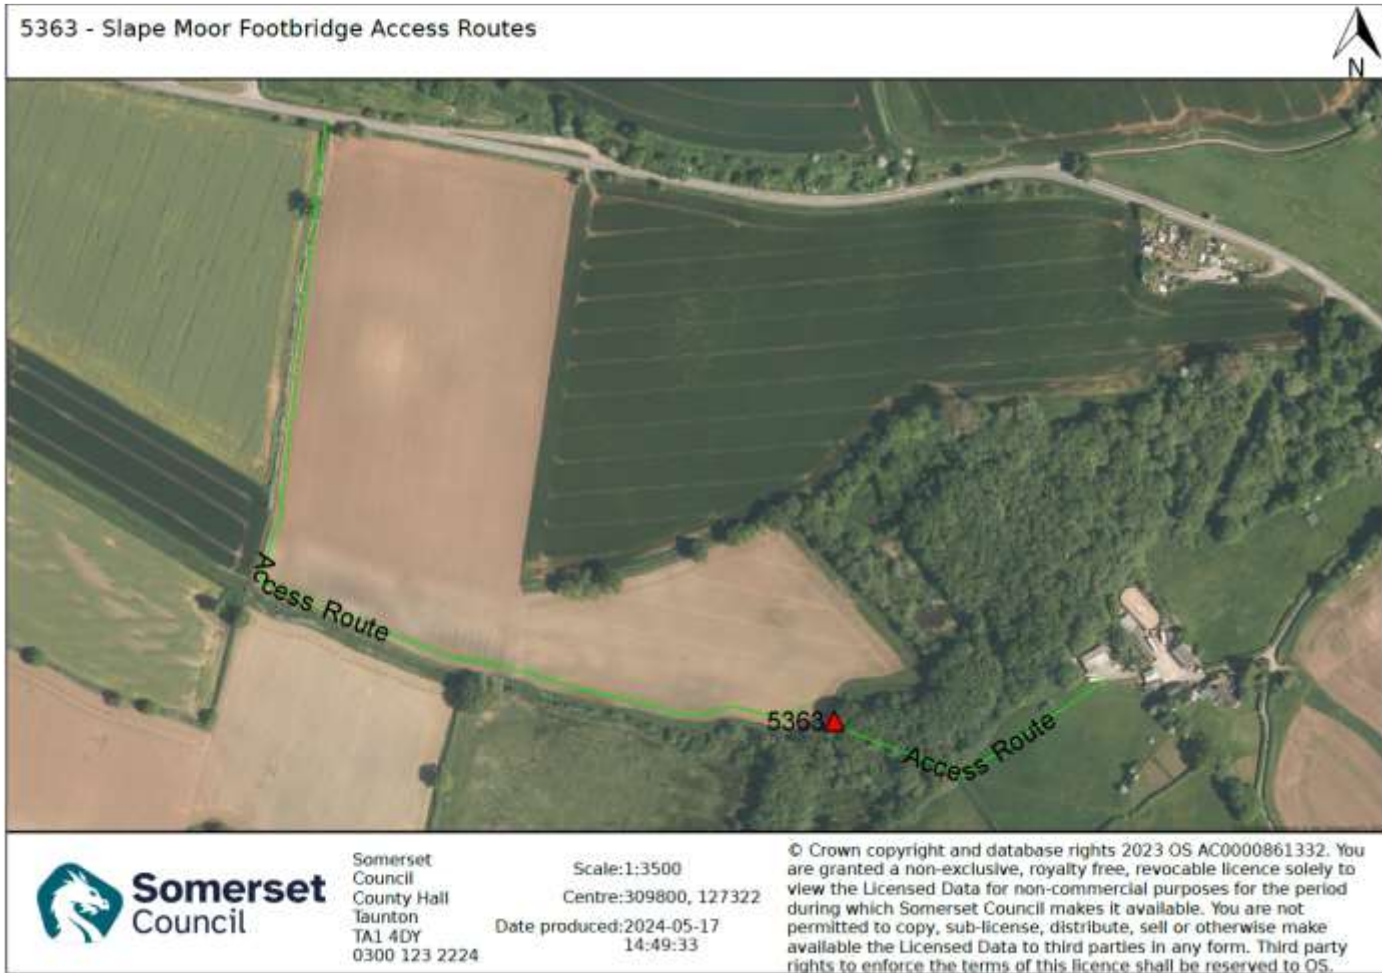 5363 - Slape Moor Footbridge Access Routes
N
Access Route
5363
Access Route
Somerset
Council
Somerset
Council
County Hall
Taunton
TA1 4DY
0300 123 2224
Scale:1:3500
Centre:309800, 127322
Date produced:2024-05-17
14:49:33
© Crown copyright and database rights 2023 OS AC0000861332. You
are granted a non-exclusive, royalty free, revocable licence solely to
view the Licensed Data for non-commercial purposes for the period
during which Somerset Council makes it available. You are not
permitted to copy, sub-license, distribute, sell or otherwise make
available the Licensed Data to third parties in any form. Third party
rights to enforce the terms of this licence shall be reserved to OS.